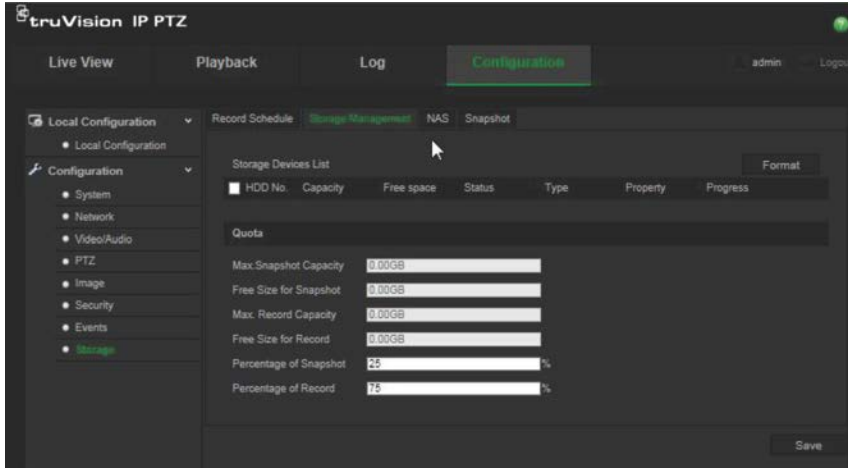 truVision IP PTZ
?
Live View Playback Log Configuration admin Logou
Local Configuration
Local Configuration
Configuration
System
Network
Video/Audio
PTZ
Image
Security
Events
Storage
Record Schedule Storage Management NAS Snapshot
Storage Devices List Format
HDD No. Capacity Free space Status Type Property Progress
Quota
Max.Snapshot Capacity 0.00GB
Free Size for Snapshot 0.00GB
Max. Record Capacity 0.00GB
Free Size for Record 0.00GB
Percentage of Snapshot 25 %
Percentage of Record 75 %
Save